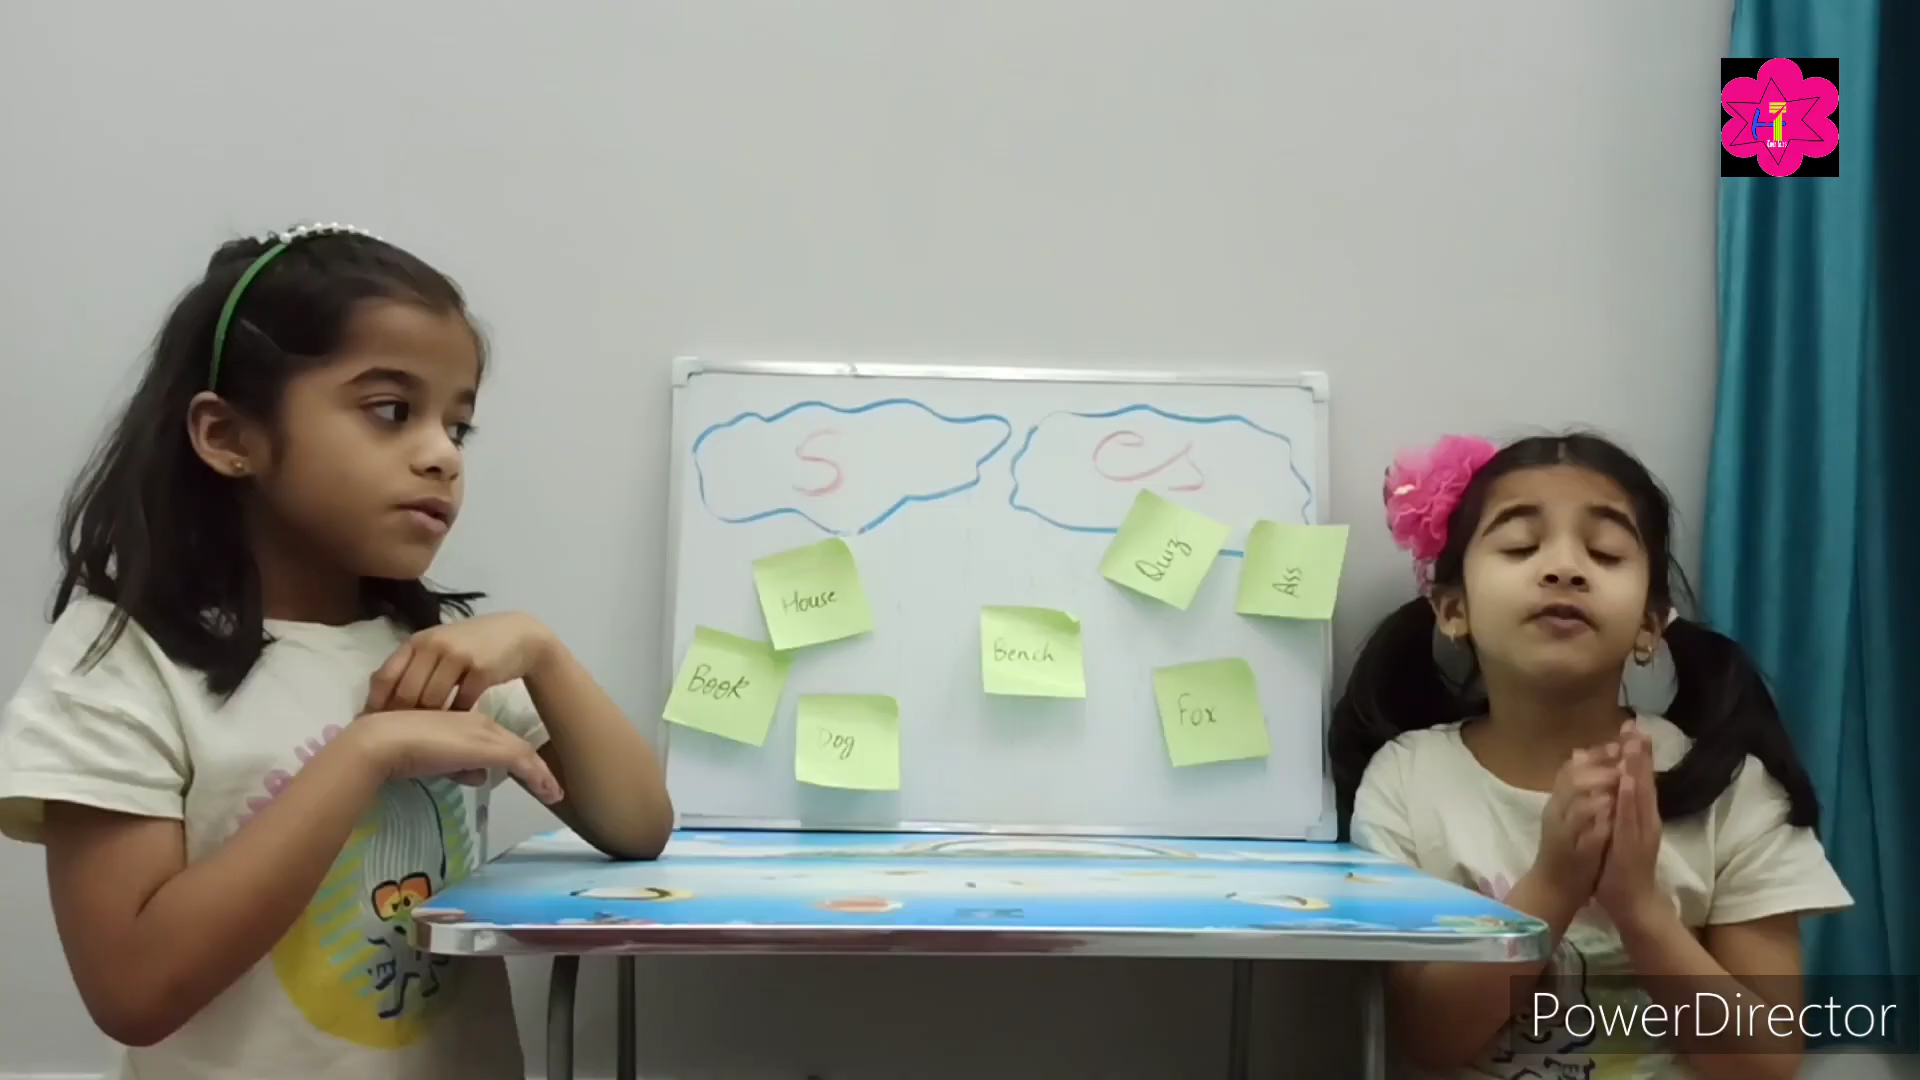 S
es
House
Quiz
Ass
Book
Bench
Dog
Fox
PowerDirector